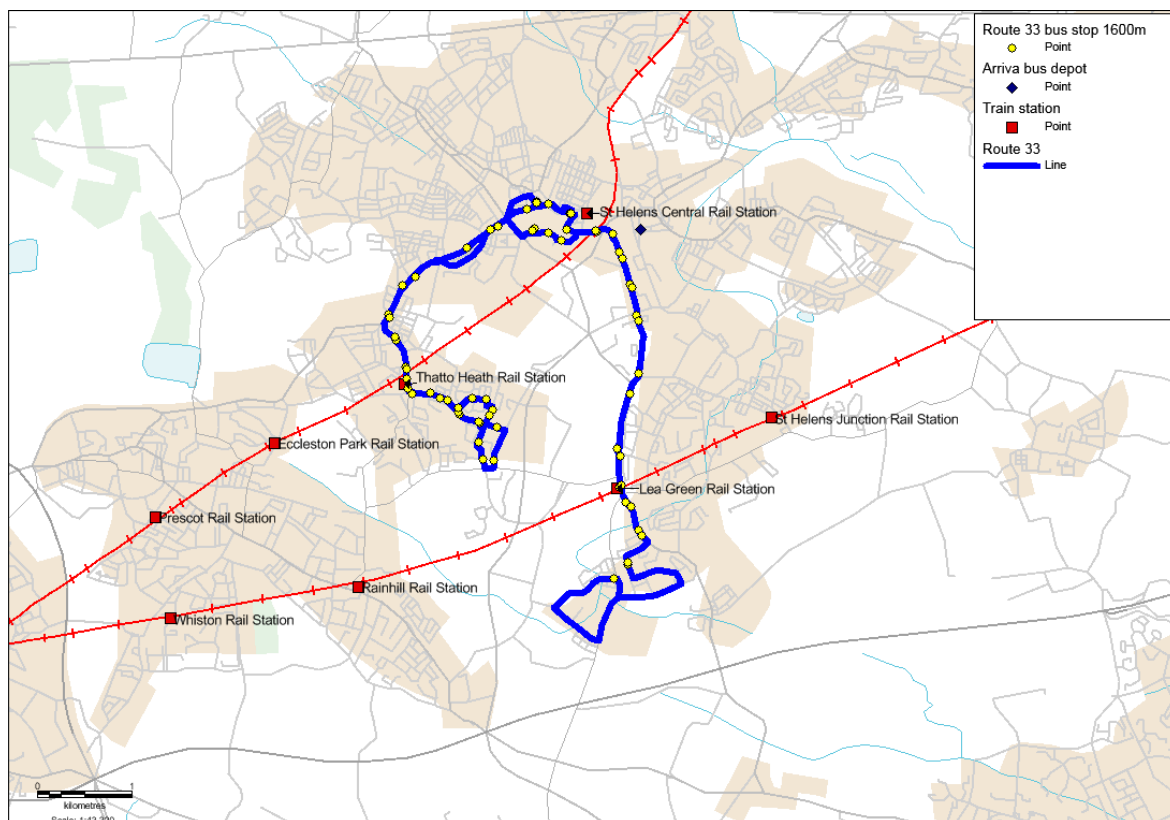 Route 33 bus stop 1600m
Point
Arriva bus depot
Point
Train station
Point
Route 33
Line
St Helens Central Rail Station
Thatto Heath Rail Station
St Helens Junction Rail Station
Eccleston Park Rail Station
Lea Green Rail Station
Prescot Rail Station
Rainhill Rail Station
Whiston Rail Station
0 1
kilometres